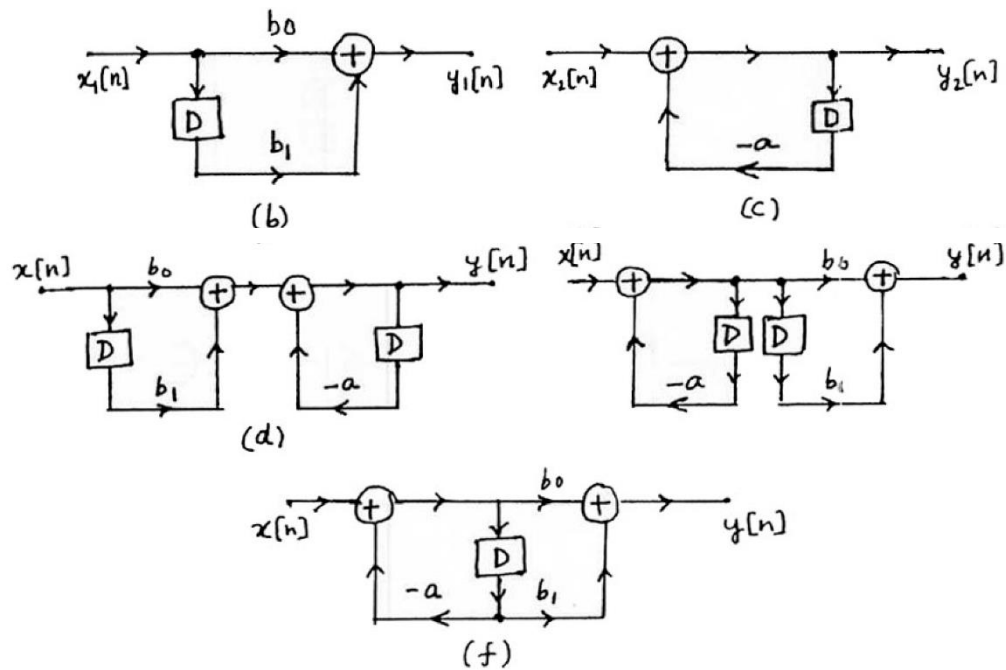 b0
+
x1[n]
y1[n]
D
b1
(b)
+
x2[n]
y2[n]
D
-a
(c)
x[n]
b0
+
+
y[n]
D
D
b1
-a
(d)
x[n]
+
b0
+
y[n]
D
D
-a
b1
x[n]
+
b0
+
y[n]
D
-a
b1
(f)